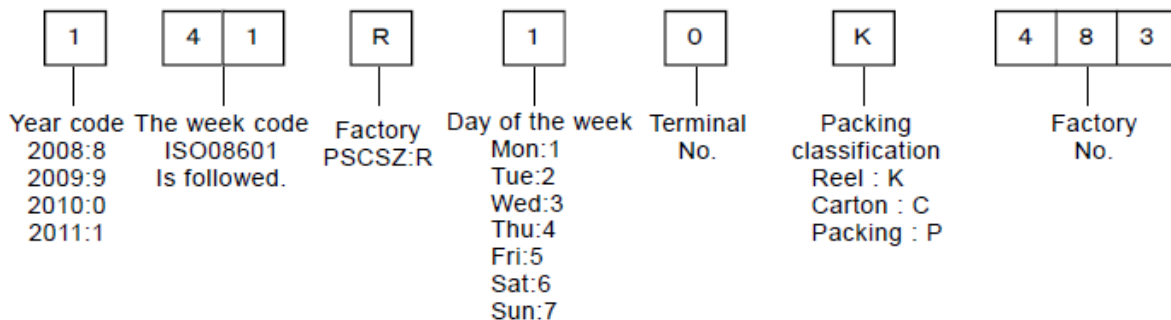 1 4 1 R 1 0 K 4 8 3
Year code
2008:8
2009:9
2010:0
2011:1
The week code
ISO08601
Is followed.
Factory
PSCSZ:R
Day of the week
Mon:1
Tue:2
Wed:3
Thu:4
Fri:5
Sat:6
Sun:7
Terminal
No.
Packing
classification
Reel : K
Carton : C
Packing : P
Factory
No.